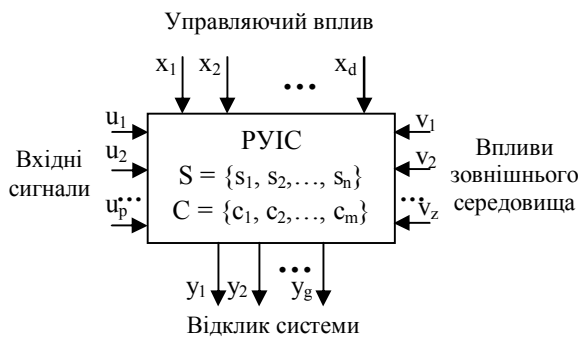 Управляючий вплив
x1 x2 ... xd
u1
u2
...
up
Вхідні
сигнали
РУІС
S = {s1, s2,..., sn}
C = {c1, c2,..., cm}
v1
v2
...
vz
Впливи
зовнішнього
середовища
...
y1 y2 yg
Відклик системи